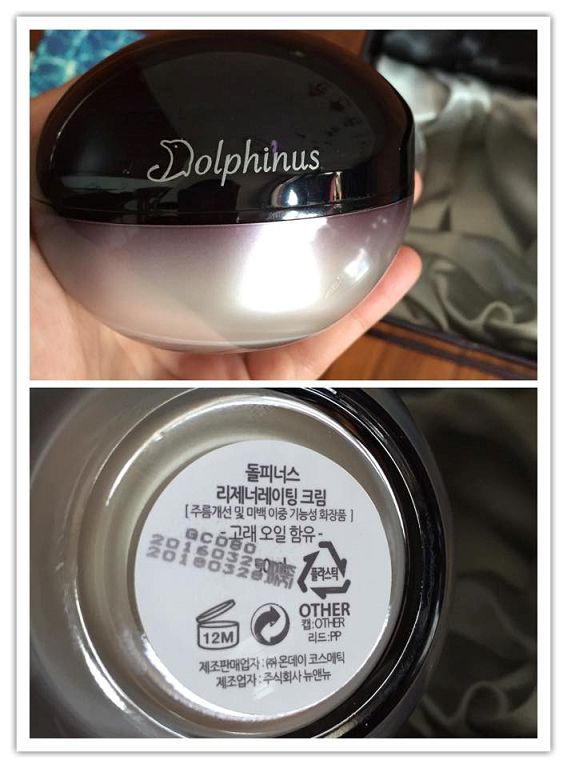 Dolphinus
돌피너스
리제너레이팅 크림
[ 주름개선 및 미백 이중 기능성 화장품 ]
- 고래 오일 함유 -
GC080
50ml
플라스틱
OTHER
캡:OTHER
리드:PP
12M
제조판매업자 : ㈜ 온데이 코스메틱
제조업자 : 주식회사 뉴앤뉴